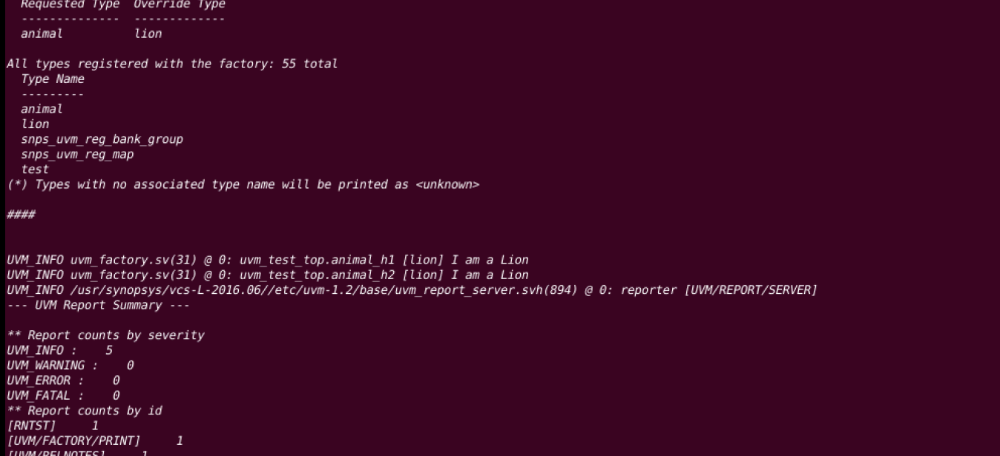 Requested Type  Override Type
--------------  -------------
animal          lion
All types registered with the factory: 55 total
Type Name
---------
animal
lion
snps_uvm_reg_bank_group
snps_uvm_reg_map
test
(*) Types with no associated type name will be printed as <unknown>
####
UVM_INFO uvm_factory.sv(31) @ 0: uvm_test_top.animal_h1 [lion] I am a Lion
UVM_INFO uvm_factory.sv(31) @ 0: uvm_test_top.animal_h2 [lion] I am a Lion
UVM_INFO /usr/synopsys/vcs-L-2016.06//etc/uvm-1.2/base/uvm_report_server.svh(894) @ 0: reporter [UVM/REPORT/SERVER]
--- UVM Report Summary ---
** Report counts by severity
UVM_INFO :    5
UVM_WARNING :    0
UVM_ERROR :    0
UVM_FATAL :    0
** Report counts by id
[RNTST]     1
[UVM/FACTORY/PRINT]     1
[UVM/RELNOTES]     1